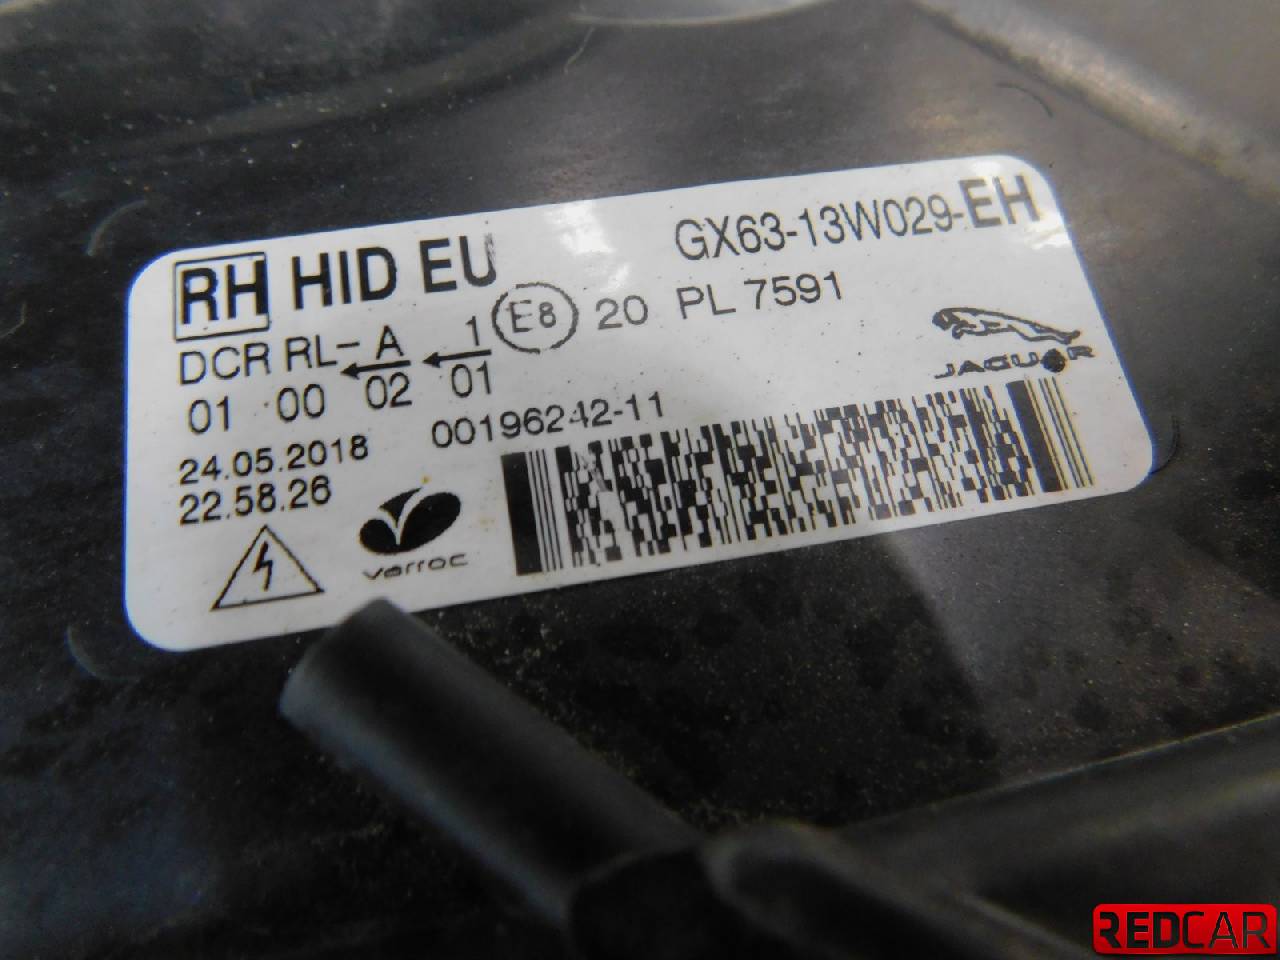 RH HID EU
GX63-13W029-EH
DCR RL- A 1
E8 20 PL 7591
01 00 02 01
JAGUAR
24.05.2018
00196242-11
22.58.26
varroc
REDCAR